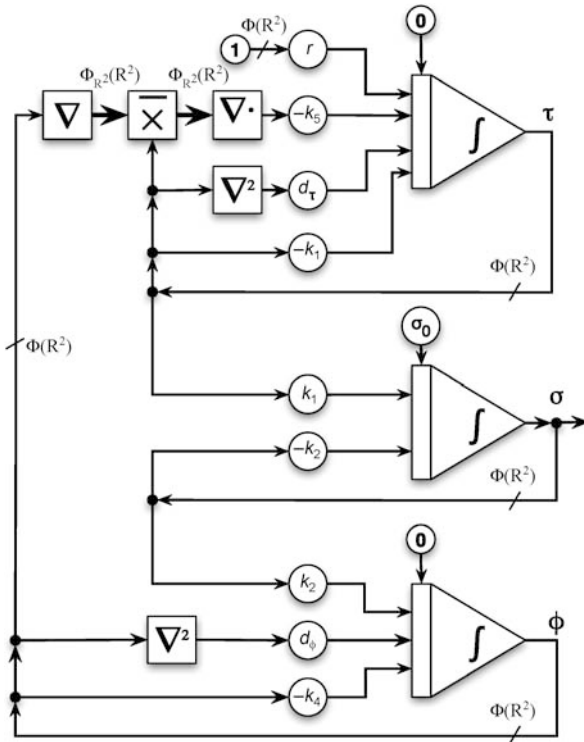 Φ(R²)
1
r
0
Φ_R²(R²)
Φ_R²(R²)
∇
×̅
∇·
-k₅
∫
τ
∇²
d_τ
-k₁
Φ(R²)
σ₀
Φ(R²)
k₁
σ
∫
-k₂
Φ(R²)
0
k₂
ϕ
∇²
d_ϕ
∫
-k₄
Φ(R²)